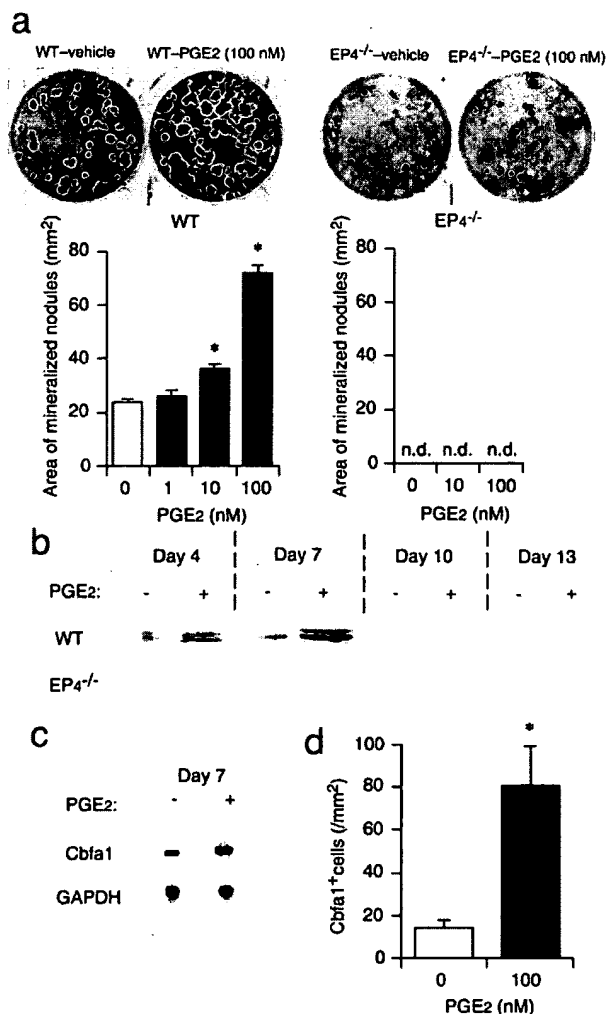 a
WT–vehicle WT–PGE2 (100 nM) EP4-/-–vehicle EP4-/-–PGE2 (100 nM)
WT EP4-/-
Area of mineralized nodules (mm2)
80
60
40
20
0
* *
0 1 10 100
PGE2 (nM)
Area of mineralized nodules (mm2)
80
60
40
20
0
n.d. n.d. n.d.
0 10 100
PGE2 (nM)
b
Day 4 Day 7 Day 10 Day 13
PGE2: - + - + - + - +
WT
EP4-/-
c
Day 7
PGE2: - +
Cbfa1
GAPDH
d
Cbfa1+cells (/mm2)
100
80
60
40
20
0
*
0 100
PGE2 (nM)